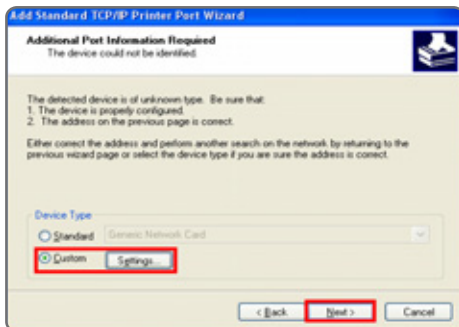 Add Standard TCP/IP Printer Port Wizard
Additional Port Information Required
The device could not be identified.
The detected device is of unknown type. Be sure that:
1. The device is properly configured.
2. The address on the previous page is correct.
Either correct the address and perform another search on the network by returning to the
previous wizard page or select the device type if you are sure the address is correct.
Device Type
Standard Generic Network Card
Custom Settings...
< Back Next > Cancel